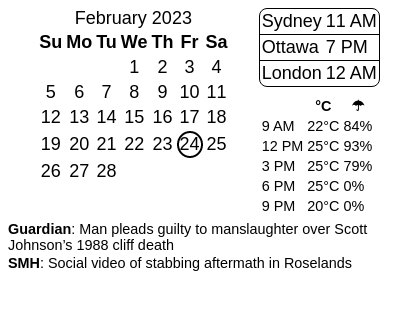 February 2023
Su Mo Tu We Th Fr Sa
1 2 3 4
5 6 7 8 9 10 11
12 13 14 15 16 17 18
19 20 21 22 23 24 25
26 27 28
Sydney 11 AM
Ottawa 7 PM
London 12 AM
°C ☂
9 AM 22°C 84%
12 PM 25°C 93%
3 PM 25°C 79%
6 PM 25°C 0%
9 PM 20°C 0%
Guardian: Man pleads guilty to manslaughter over Scott
Johnson’s 1988 cliff death
SMH: Social video of stabbing aftermath in Roselands